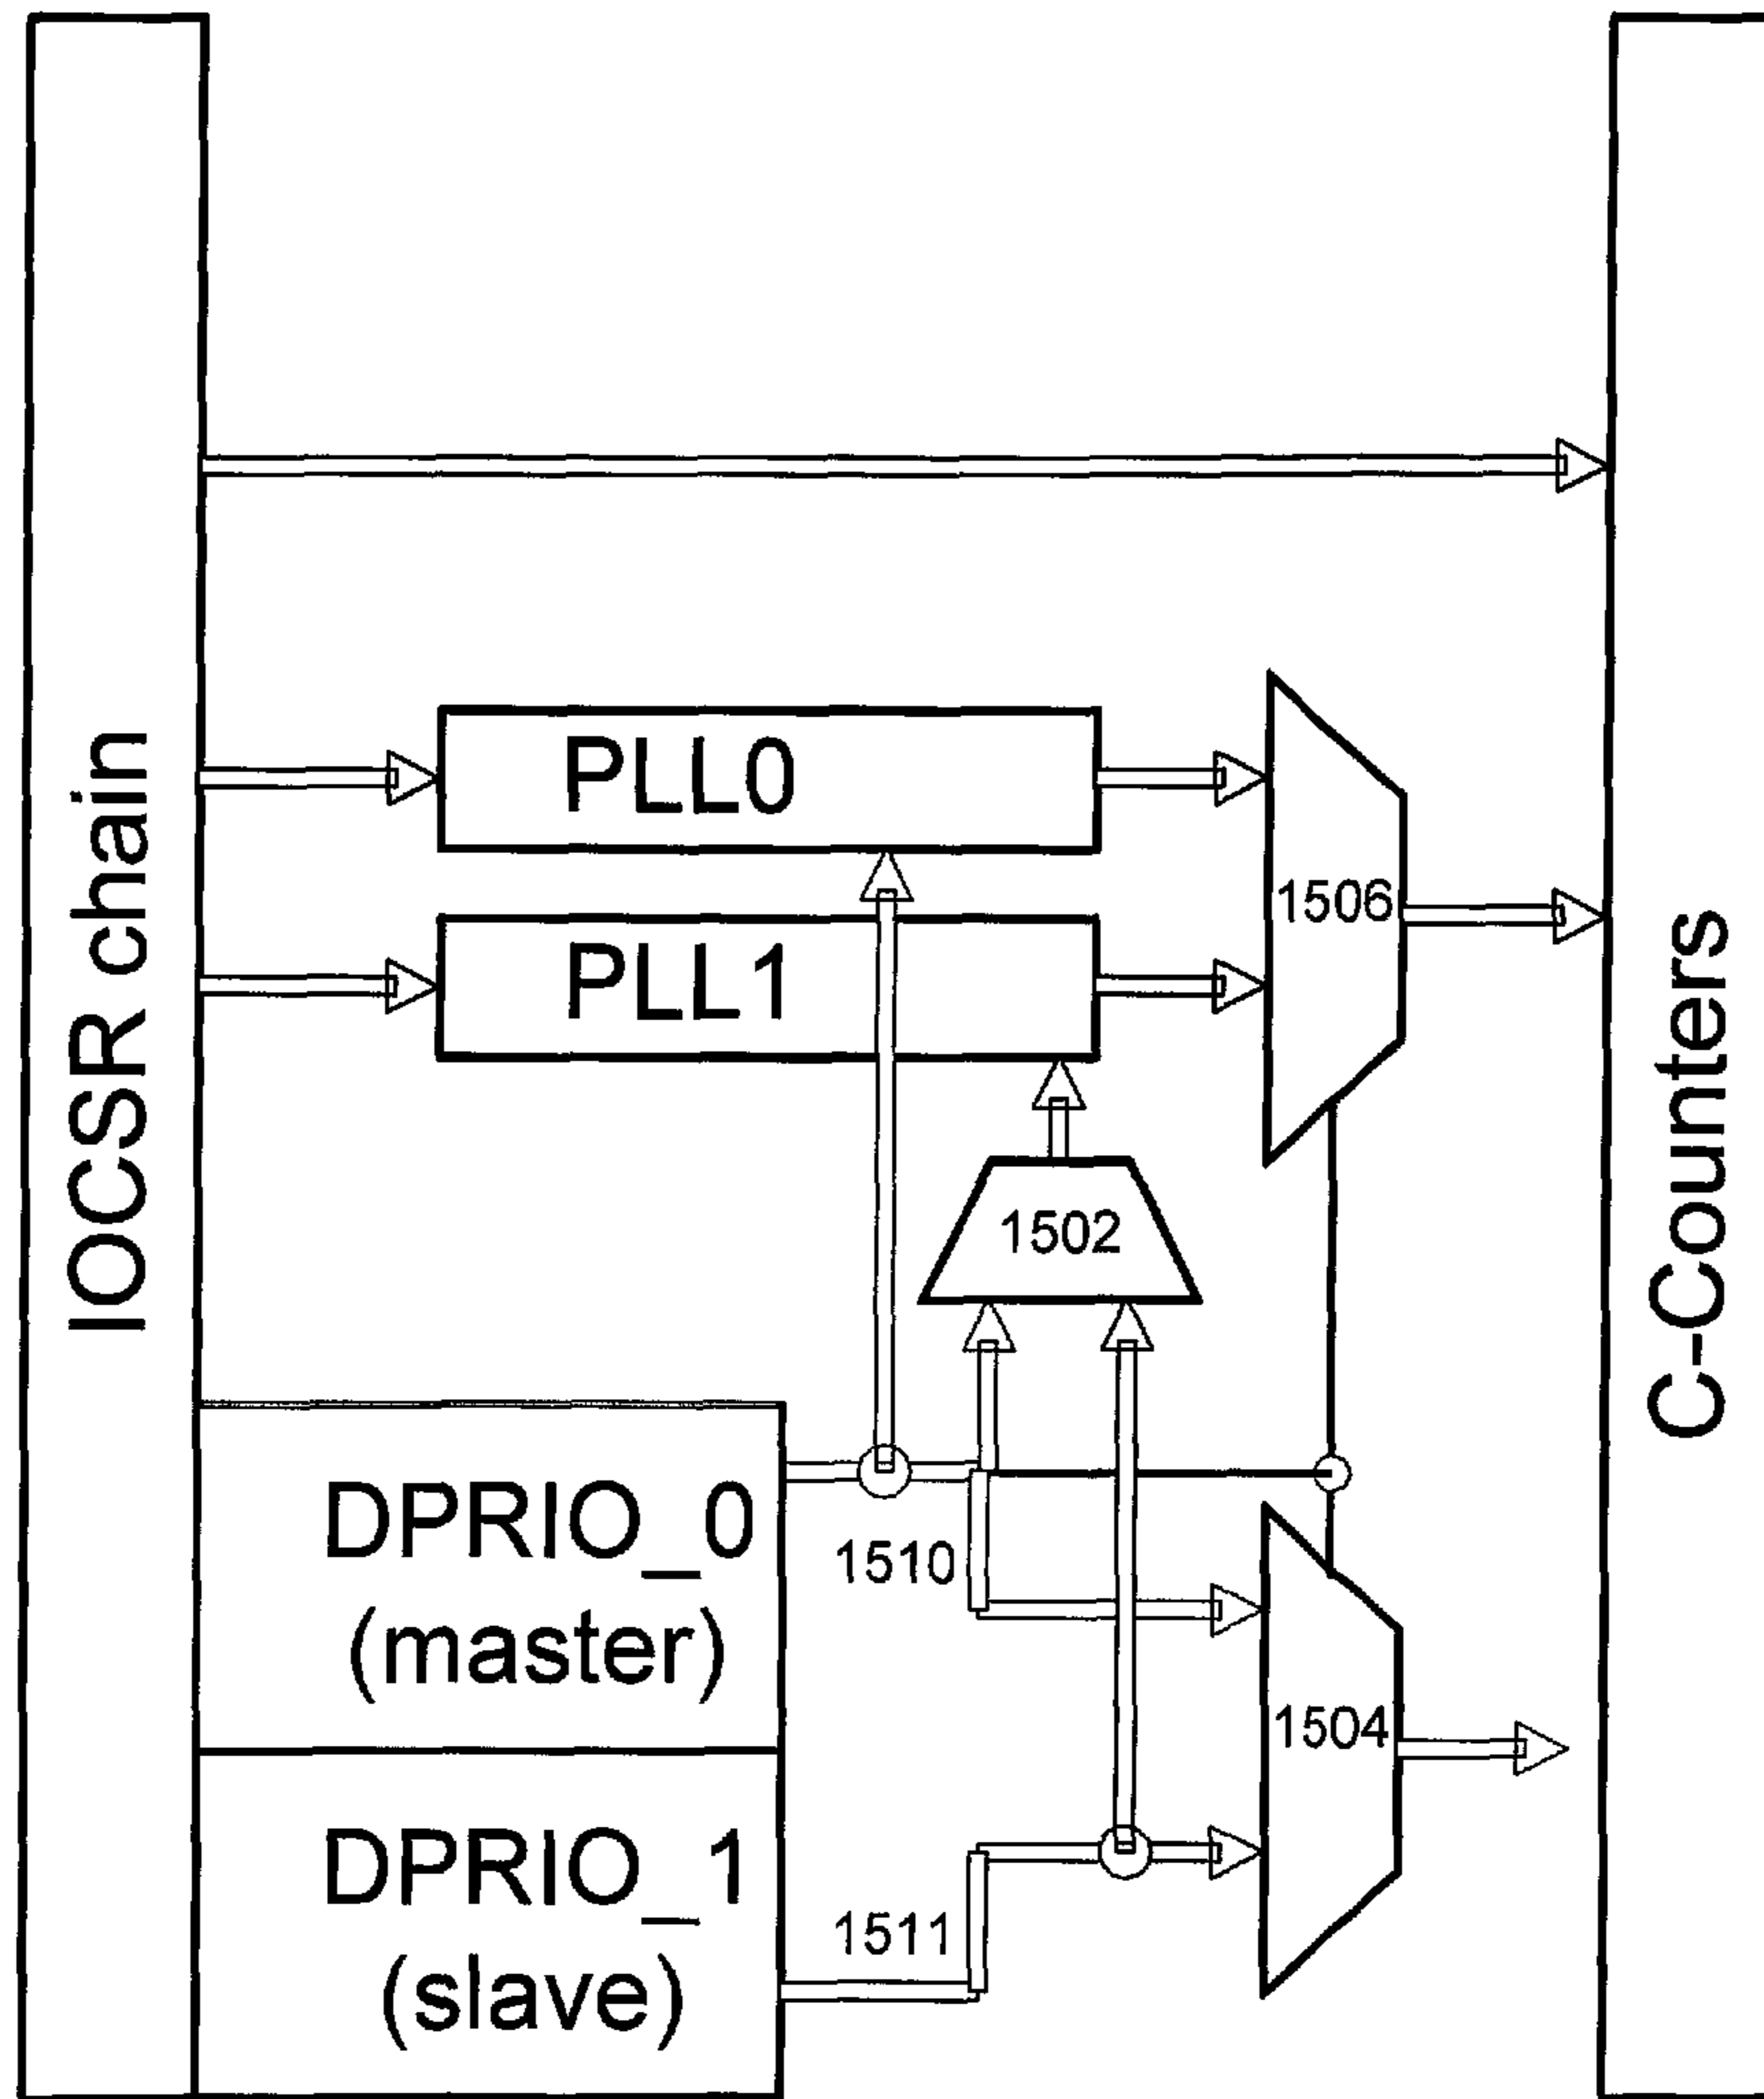 IOCSR chain
PLL0
PLL1
1506
1502
DPRIO_0
(master)
1510
1504
DPRIO_1
(slave)
1511
C-Counters